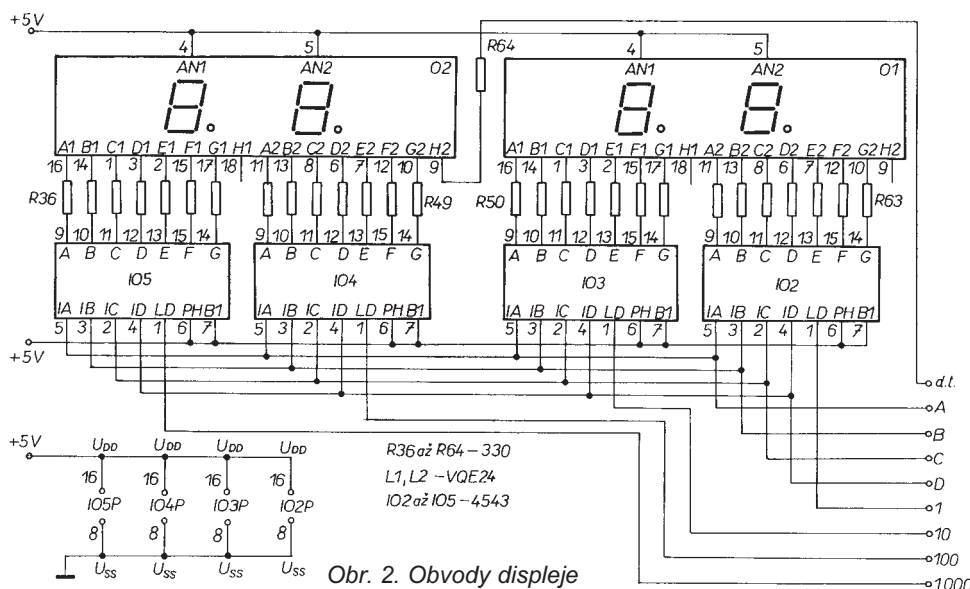 +5V
4 5 R64 4 5
AN1 AN2 O2 AN1 AN2 O1
A1 B1 C1 D1 E1 F1 G1 H1 A2 B2 C2 D2 E2 F2 G2 H2
16 14 1 3 2 15 17 18 11 13 8 6 7 12 10 9
A1 B1 C1 D1 E1 F1 G1 H1 A2 B2 C2 D2 E2 F2 G2 H2
16 14 1 3 2 15 17 18 11 13 8 6 7 12 10 9
R36 R49 R50 R63
9 10 11 12 13 15 14 9 10 11 12 13 15 14 9 10 11 12 13 15 14 9 10 11 12 13 15 14
A B C D E F G A B C D E F G A B C D E F G A B C D E F G
IO5 IO4 IO3 IO2
IA IB IC ID LD PH B1 IA IB IC ID LD PH B1 IA IB IC ID LD PH B1 IA IB IC ID LD PH B1
5 3 2 4 1 6 7 5 3 2 4 1 6 7 5 3 2 4 1 6 7 5 3 2 4 1 6 7
+5V
d.t.
A
B
C
D
1
10
100
1000
+5V UDD UDD UDD UDD
16 16 16 16
IO5P IO4P IO3P IO2P
8 8 8 8
USS USS USS USS
R36 až R64 – 330
L1, L2 – VQE24
IO2 až IO5 – 4543
Obr. 2. Obvody displeje